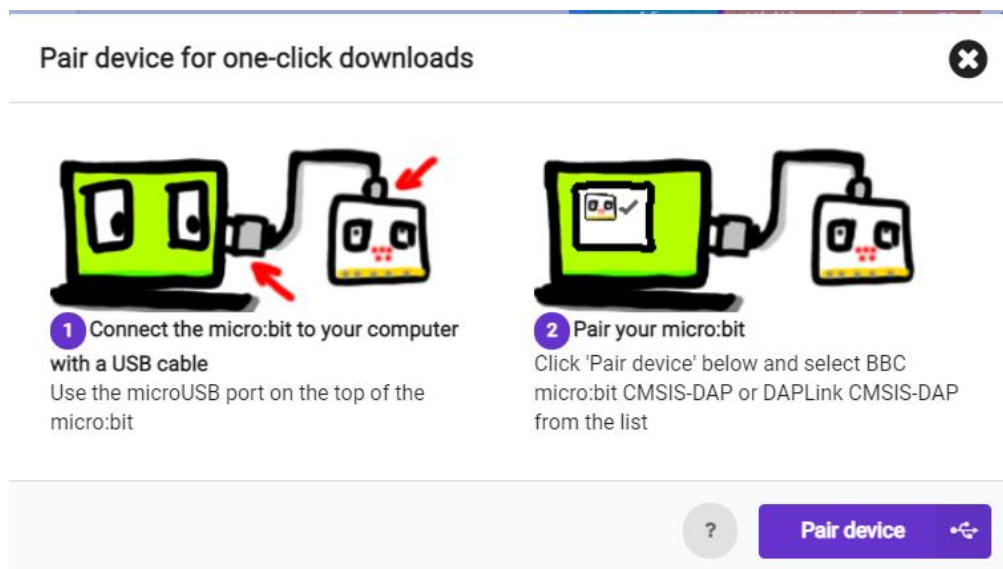 Pair device for one-click downloads
1 Connect the micro:bit to your computer
with a USB cable
Use the microUSB port on the top of the
micro:bit
2 Pair your micro:bit
Click 'Pair device' below and select BBC
micro:bit CMSIS-DAP or DAPLink CMSIS-DAP
from the list
?
Pair device